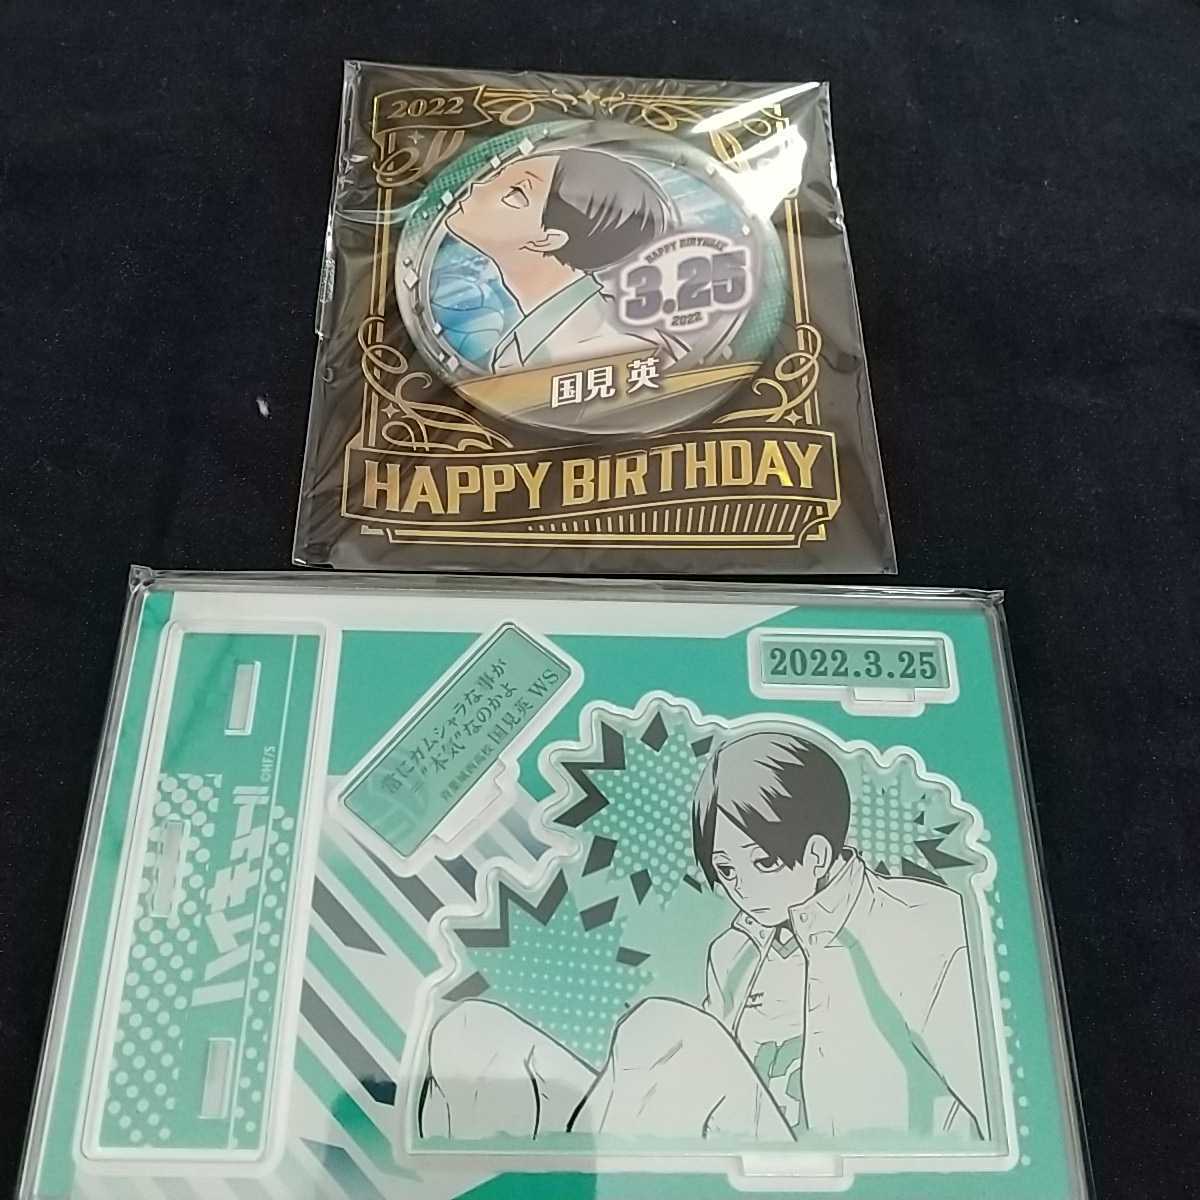 2022
HAPPY BIRTHDAY
3.25
2022
国見 英
HAPPY BIRTHDAY
ハイキュー!!
©HF/S
常にガムシャラな事が
＝“本気”なのかよ
青葉城西高校 国見 英 WS
2022.3.25